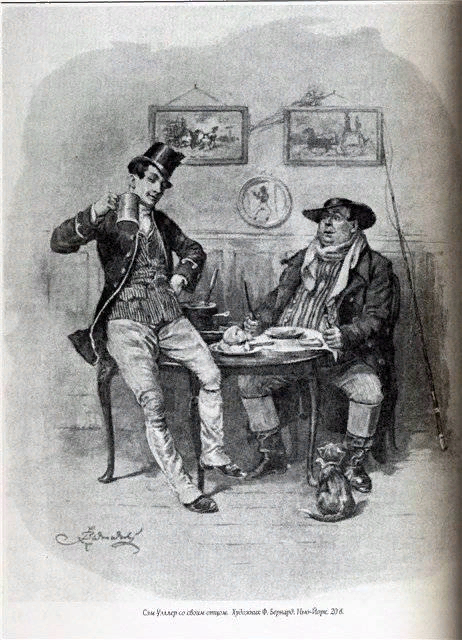 Сэм Уэллер со своим отцом. Художник Ф. Бернард. Нью-Йорк. 20 в.